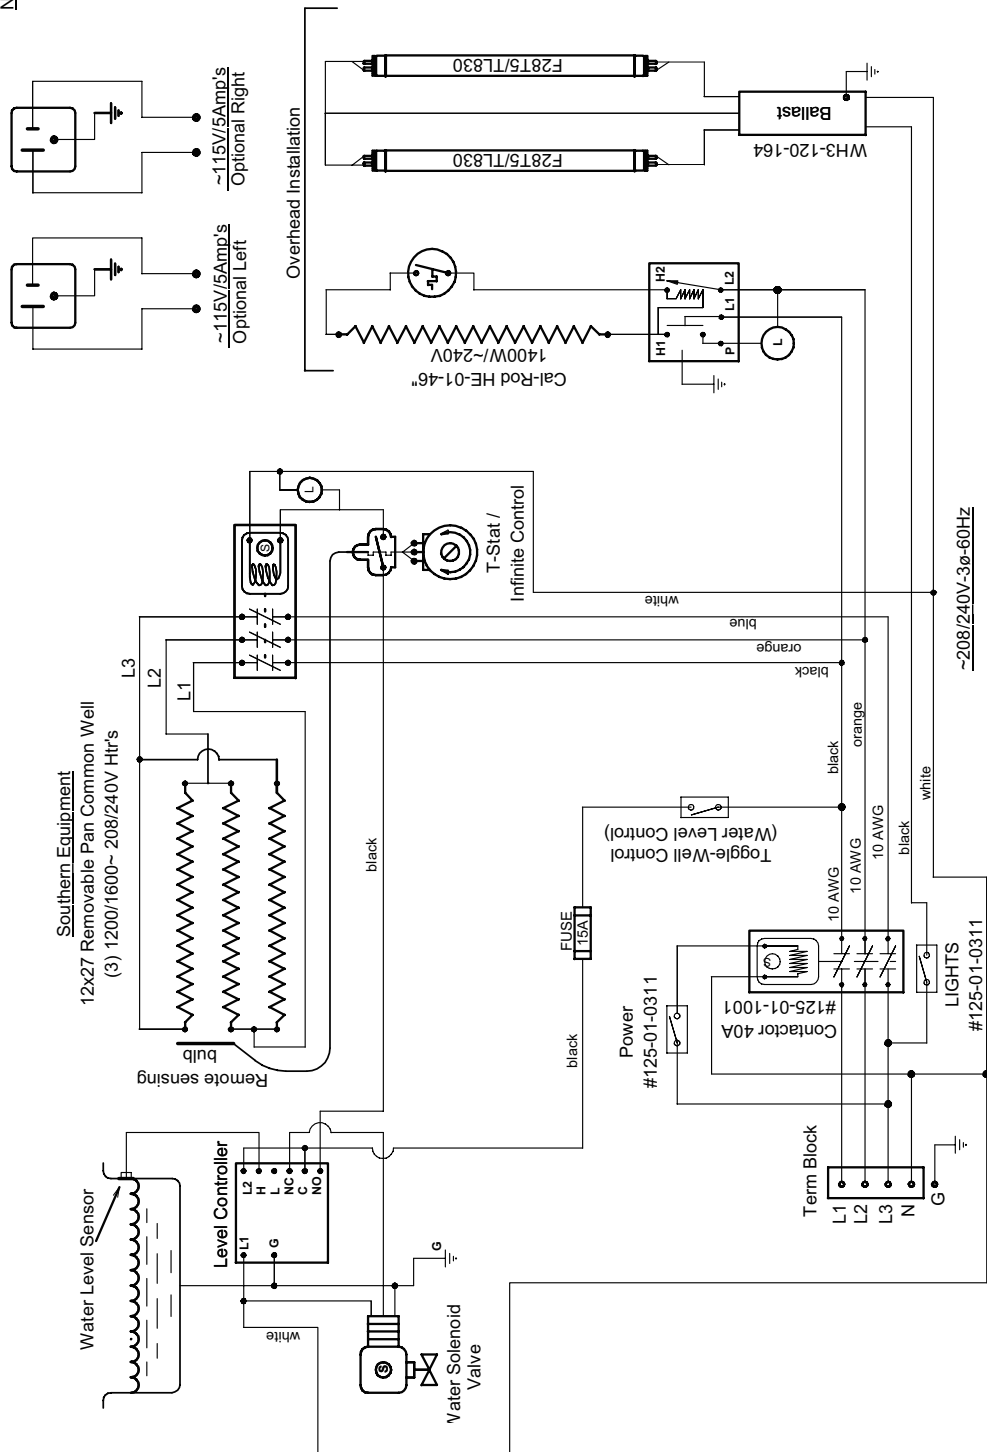 N
~115V/5Amp's
Optional Right
~115V/5Amp's
Optional Left
Overhead Installation
F28T5/TL830
F28T5/TL830
Ballast
WH3-120-164
Cal-Rod HE-01-46"
1400W/~240V
H1
H2
P
L1
L2
L
Southern Equipment
12x27 Removable Pan Common Well
(3) 1200/1600~ 208/240V Htr's
L3
L2
L1
S
L
T-Stat /
Infinite Control
Remote sensing
bulb
white
blue
orange
black
black
~208/240V-3ø-60Hz
black
orange
white
Toggle-Well Control
(Water Level Control)
10 AWG
10 AWG
10 AWG
black
FUSE
15A
black
Power
#125-01-0311
S
Contactor 40A
#125-01-1001
LIGHTS
#125-01-0311
Term Block
L1
L2
L3
N
G
Water Level Sensor
Level Controller
L1
G
L2
H
L
NC
C
NO
G
white
S
Water Solenoid
Valve